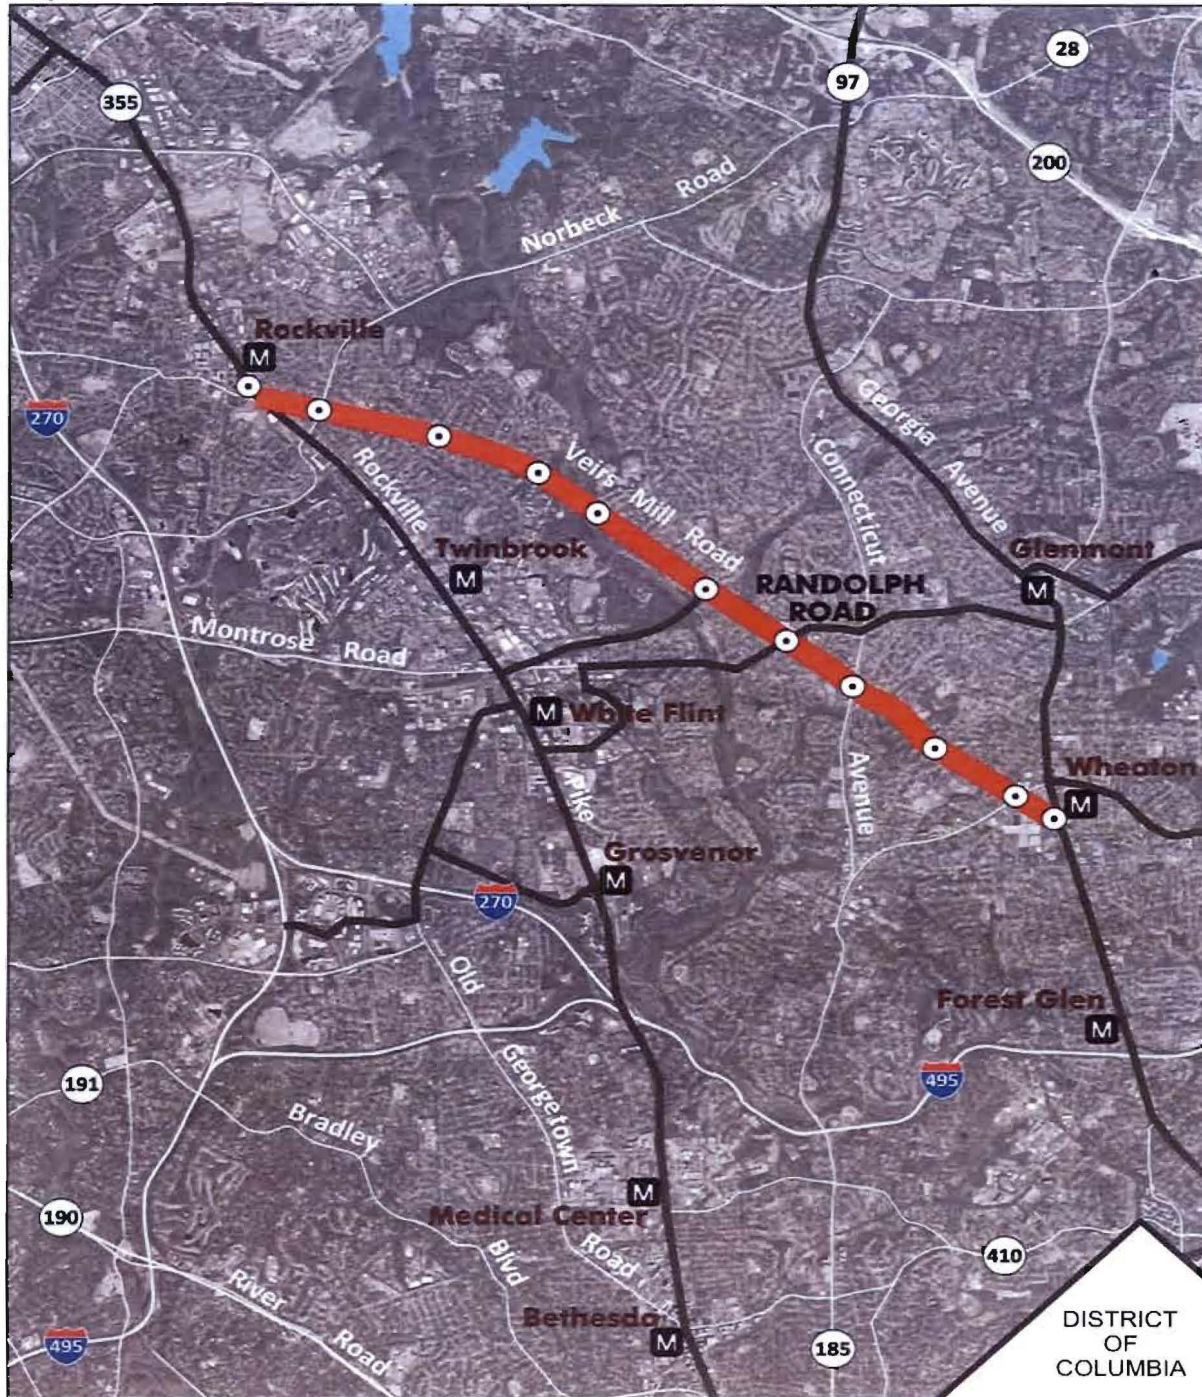 28
97
355
200
Norbeck Road
Rockville
M
270
Georgia Avenue
Veirs Mill Road
Rockville
Connecticut
Twinbrook
M
Glenmont
M
RANDOLPH
ROAD
Montrose Road
M
White Flint
Wheaton
M
Pike
Avenue
Grosvenor
M
270
Old
Forest Glen
M
Georgetown
495
191
Bradley
M
Medical Center
190
Blvd
Road
410
River
Road
Bethesda
M
495
185
DISTRICT
OF
COLUMBIA